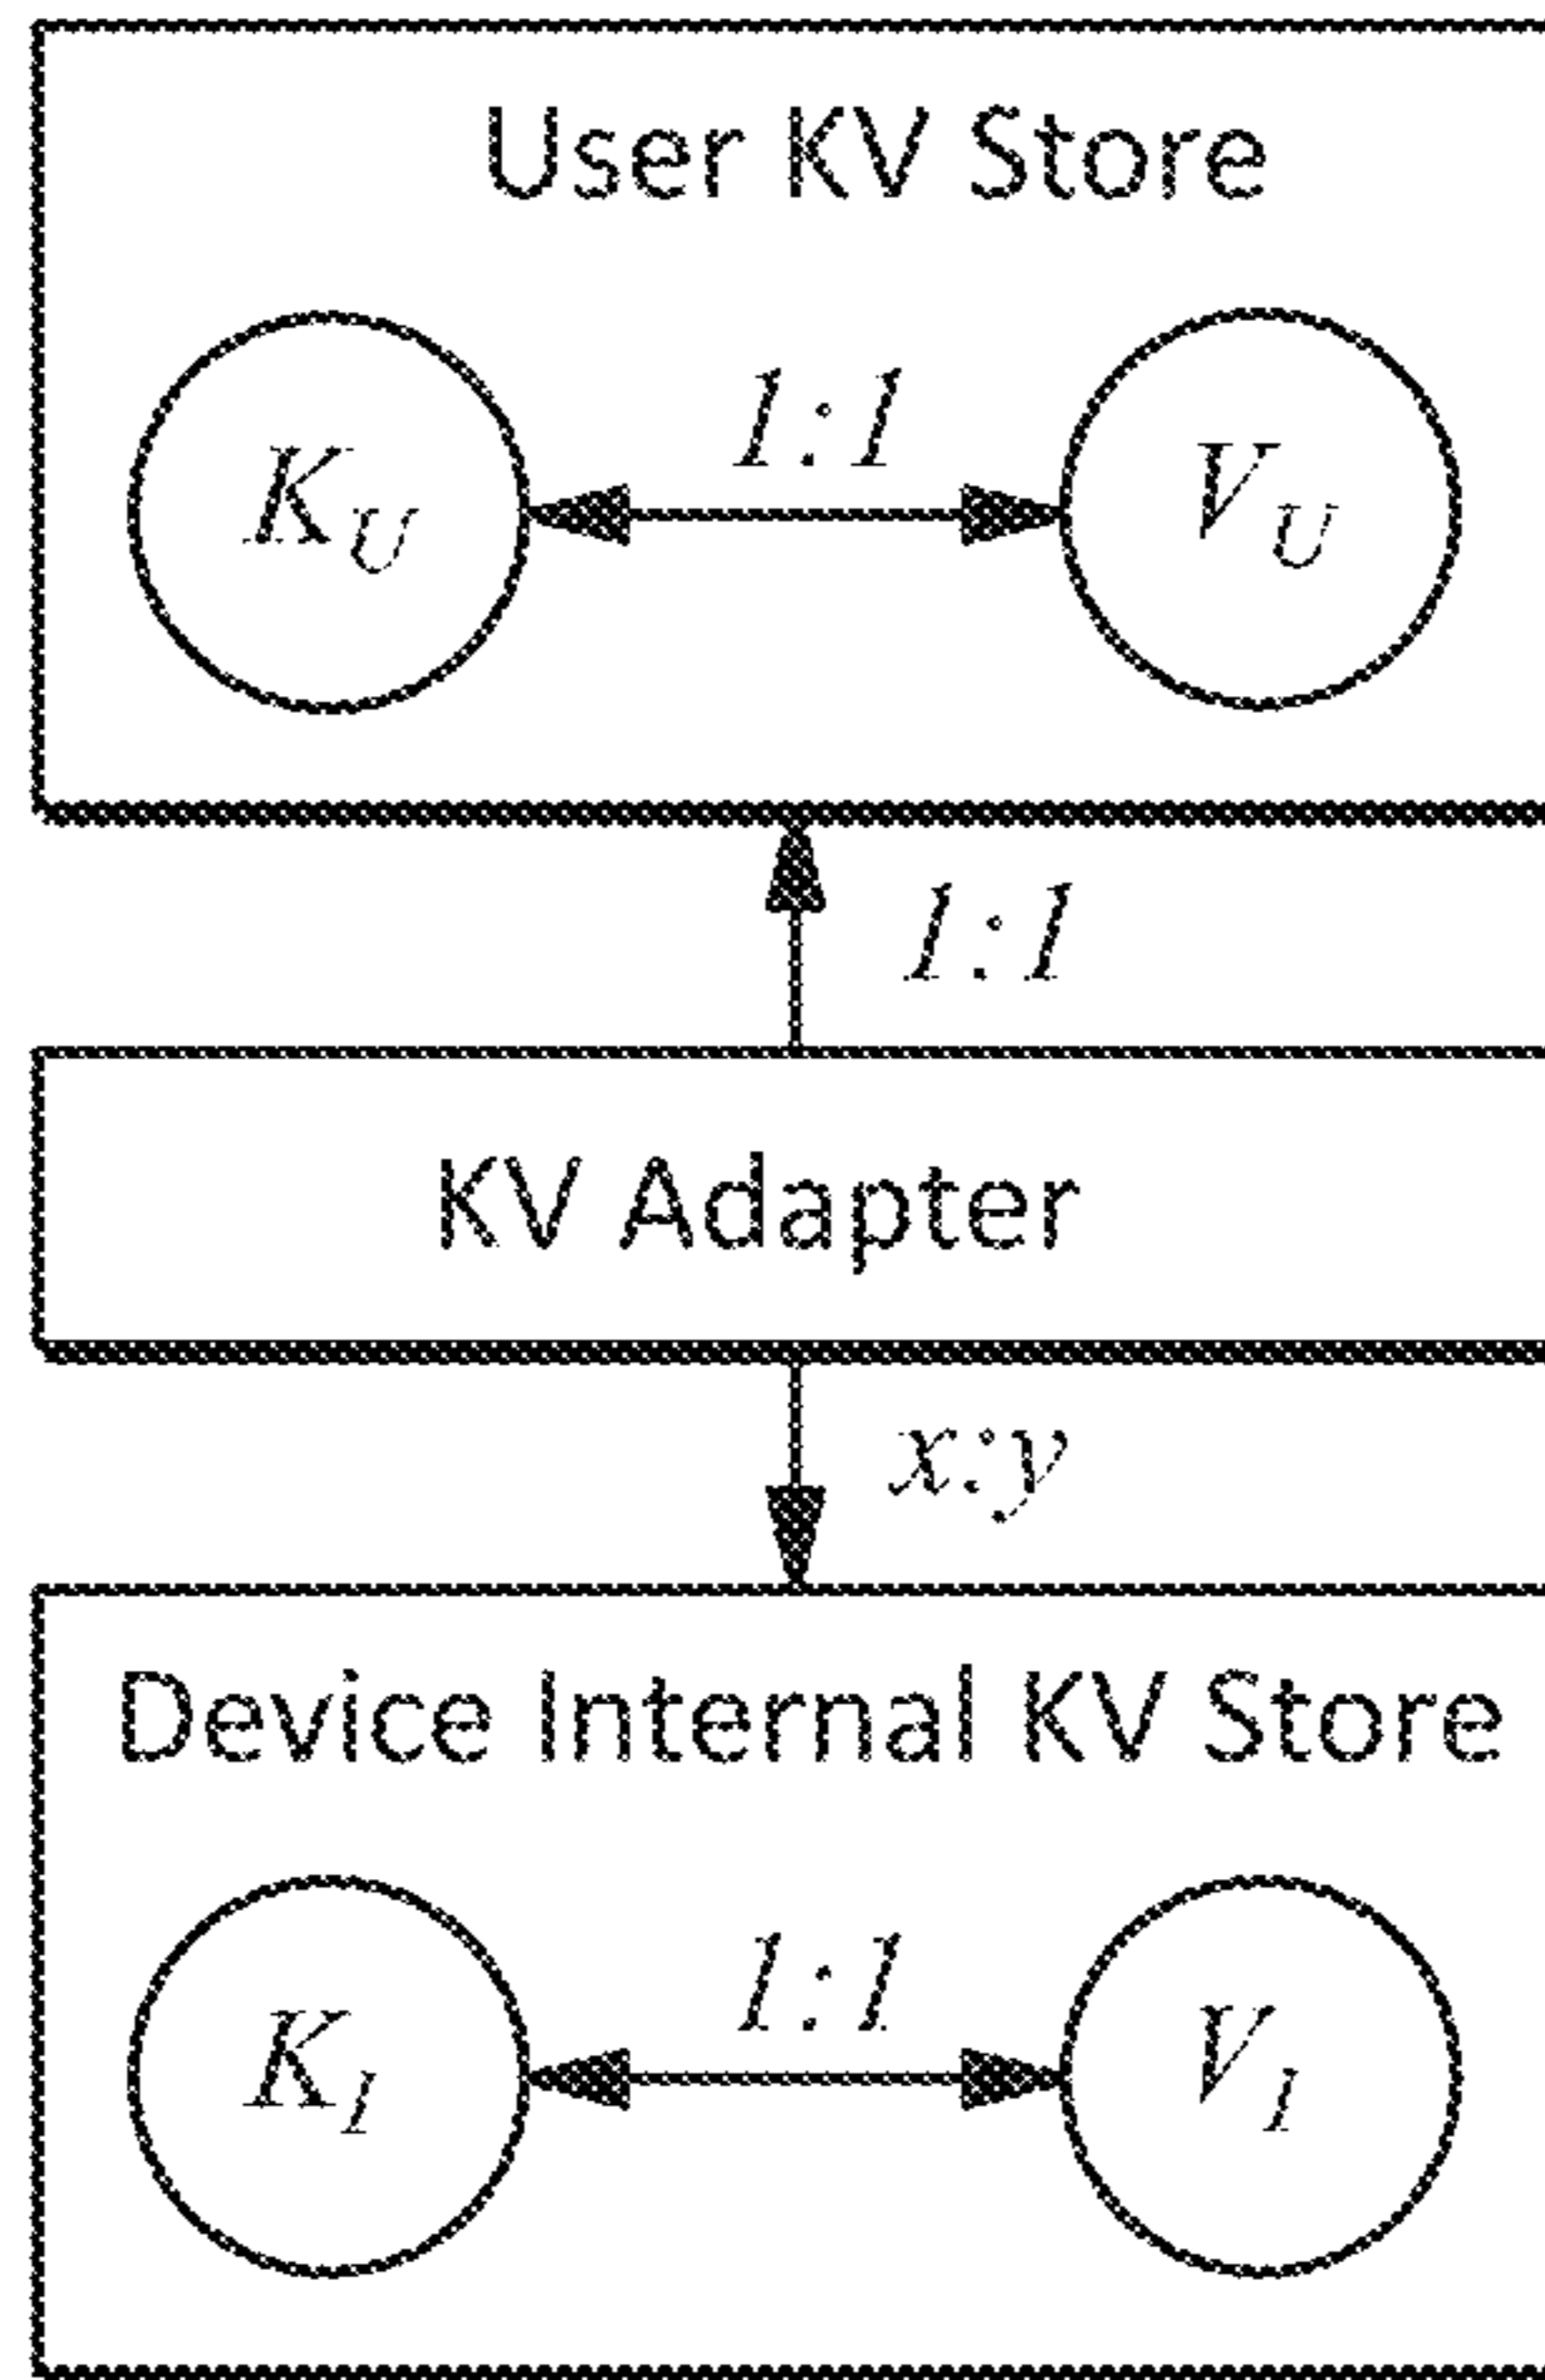 User KV Store
1:1
K_U
V_U
1:1
KV Adapter
x:y
Device Internal KV Store
1:1
K_I
V_I